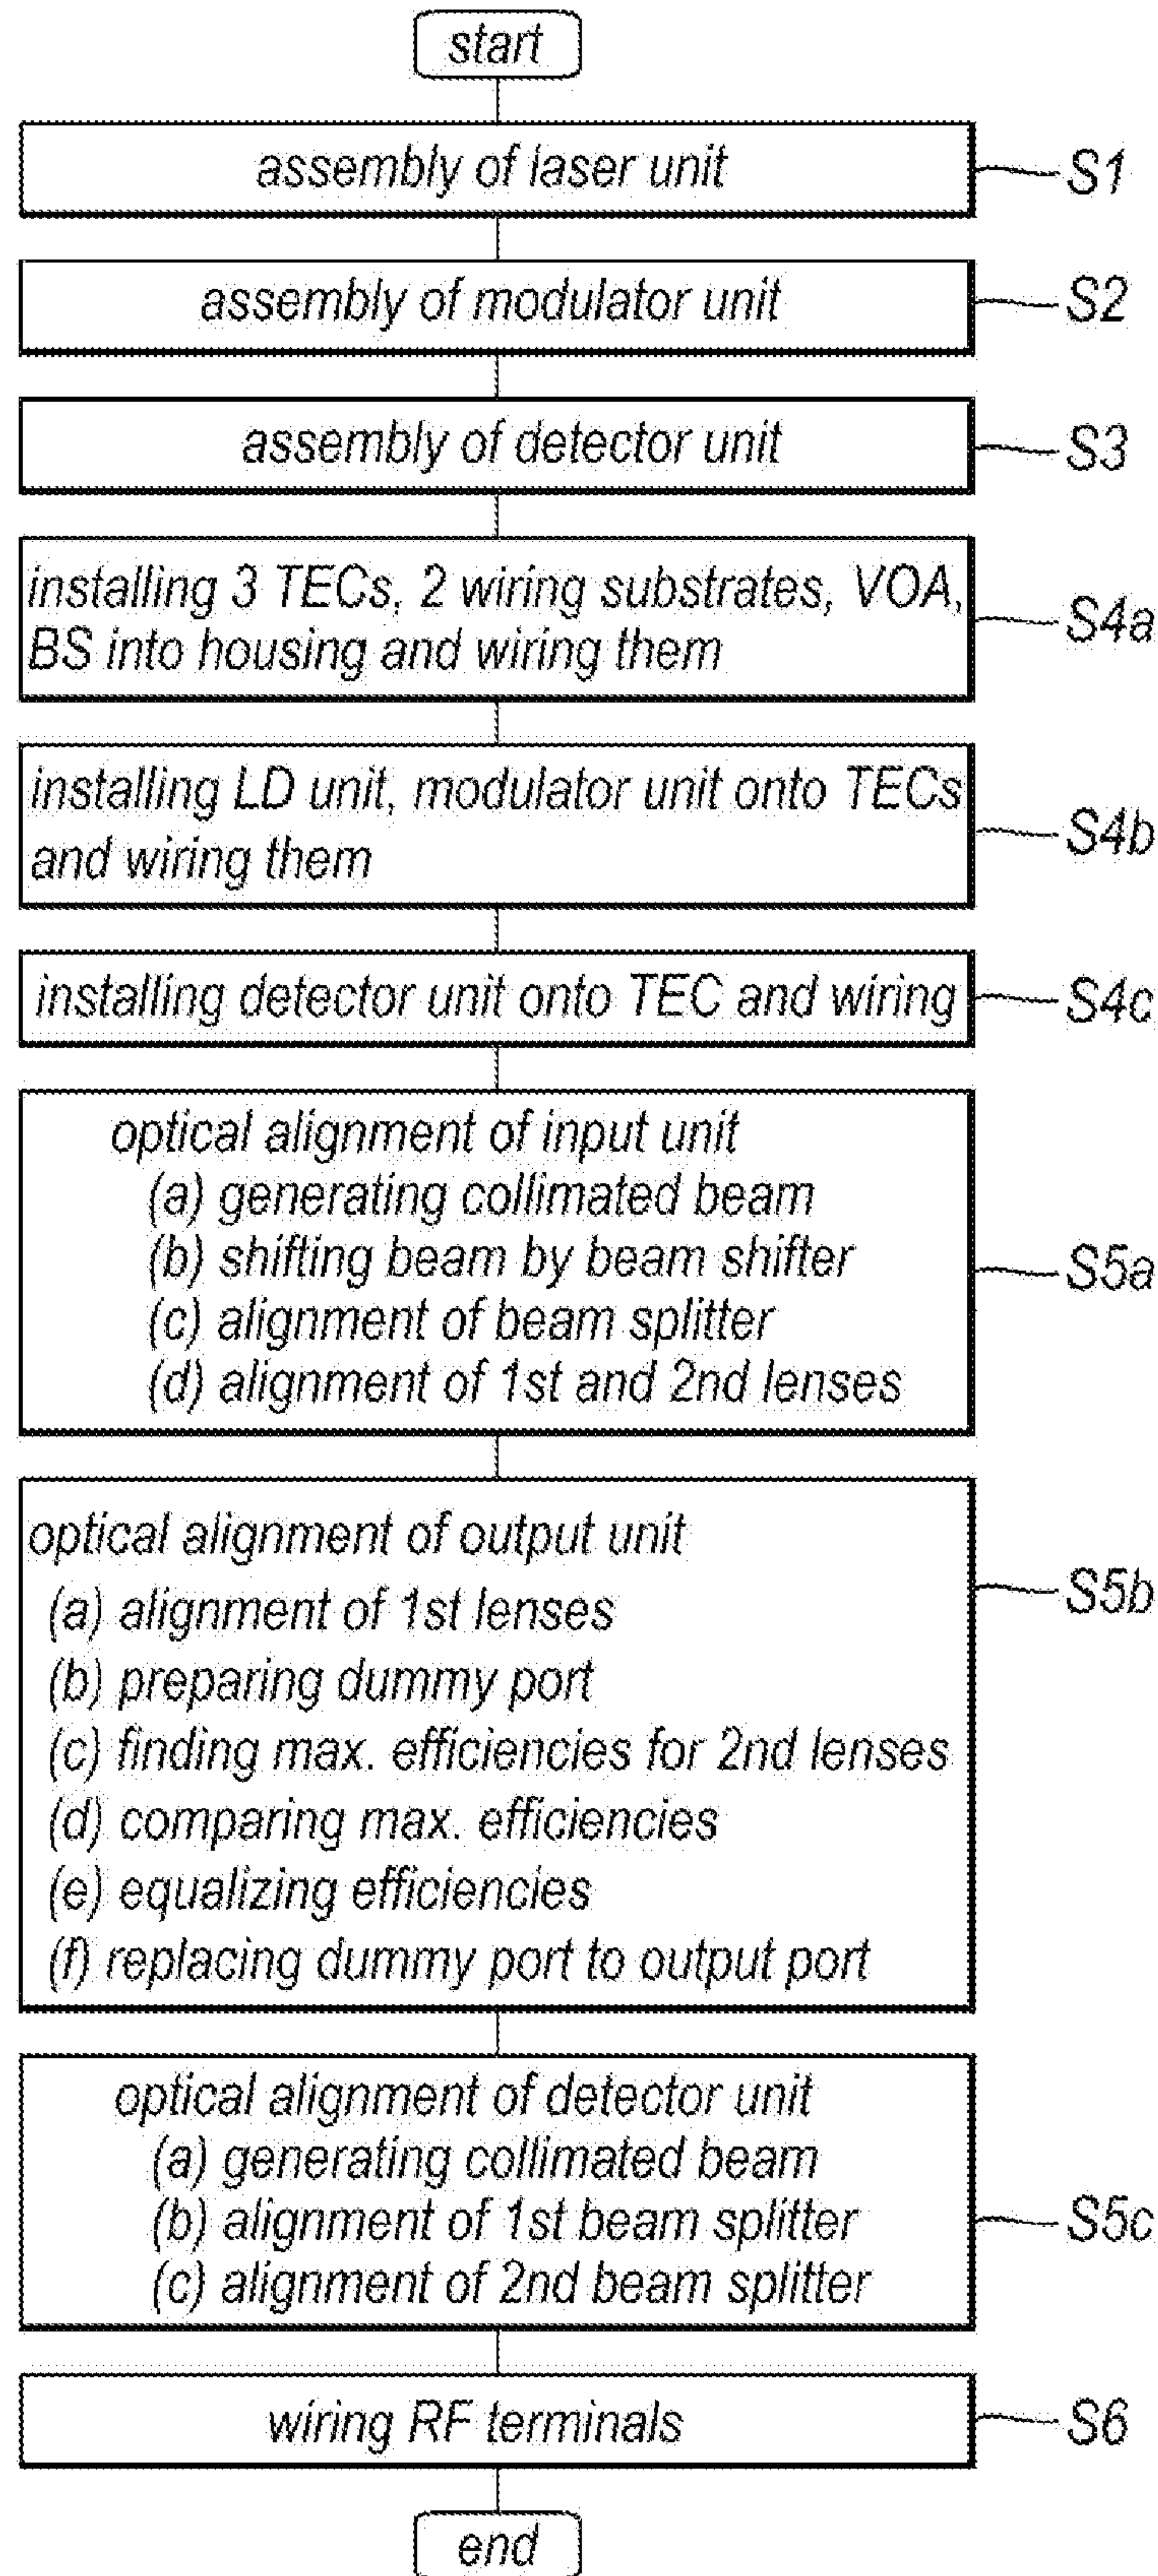 start
assembly of laser unit
S1
assembly of modulator unit
S2
assembly of detector unit
S3
installing 3 TECs, 2 wiring substrates, VOA,
BS into housing and wiring them
S4a
installing LD unit, modulator unit onto TECs
and wiring them
S4b
installing detector unit onto TEC and wiring
S4c
optical alignment of input unit
(a) generating collimated beam
(b) shifting beam by beam shifter
(c) alignment of beam splitter
(d) alignment of 1st and 2nd lenses
S5a
optical alignment of output unit
(a) alignment of 1st lenses
(b) preparing dummy port
(c) finding max. efficiencies for 2nd lenses
(d) comparing max. efficiencies
(e) equalizing efficiencies
(f) replacing dummy port to output port
S5b
optical alignment of detector unit
(a) generating collimated beam
(b) alignment of 1st beam splitter
(c) alignment of 2nd beam splitter
S5c
wiring RF terminals
S6
end